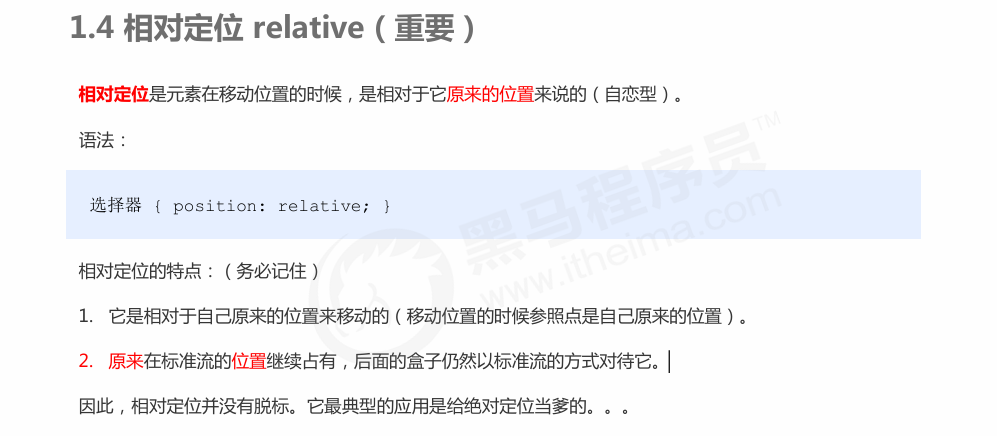 1.4 相对定位 relative（重要）
相对定位是元素在移动位置的时候，是相对于它原来的位置来说的（自恋型）。
语法：
选择器 { position: relative; }
相对定位的特点：（务必记住）
1. 它是相对于自己原来的位置来移动的（移动位置的时候参照点是自己原来的位置）。
2. 原来在标准流的位置继续占有，后面的盒子仍然以标准流的方式对待它。
因此，相对定位并没有脱标。它最典型的应用是给绝对定位当爹的。。。
黑马程序员™
www.itheima.com